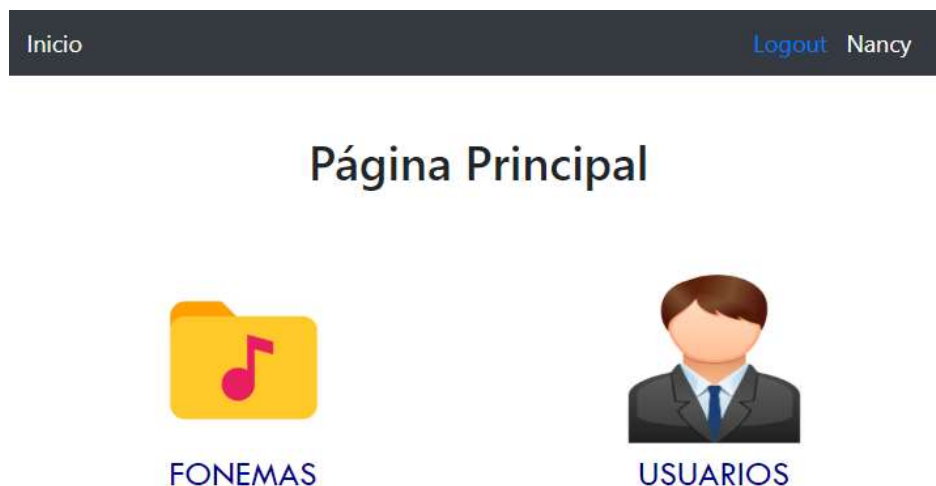 Inicio Logout Nancy
Página Principal
FONEMAS USUARIOS